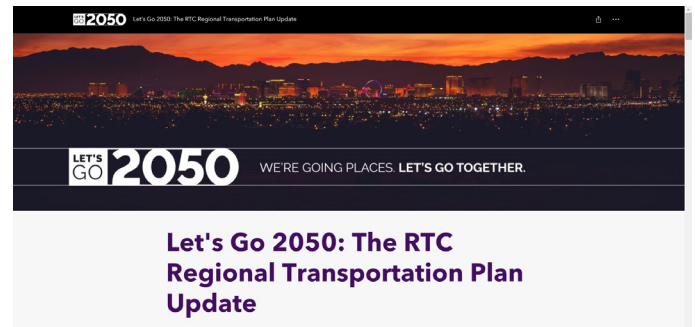 LET'S GO 2050 Let's Go 2050: The RTC Regional Transportation Plan Update
LET'S
GO 2050 WE'RE GOING PLACES. LET'S GO TOGETHER.
Let's Go 2050: The RTC
Regional Transportation Plan
Update